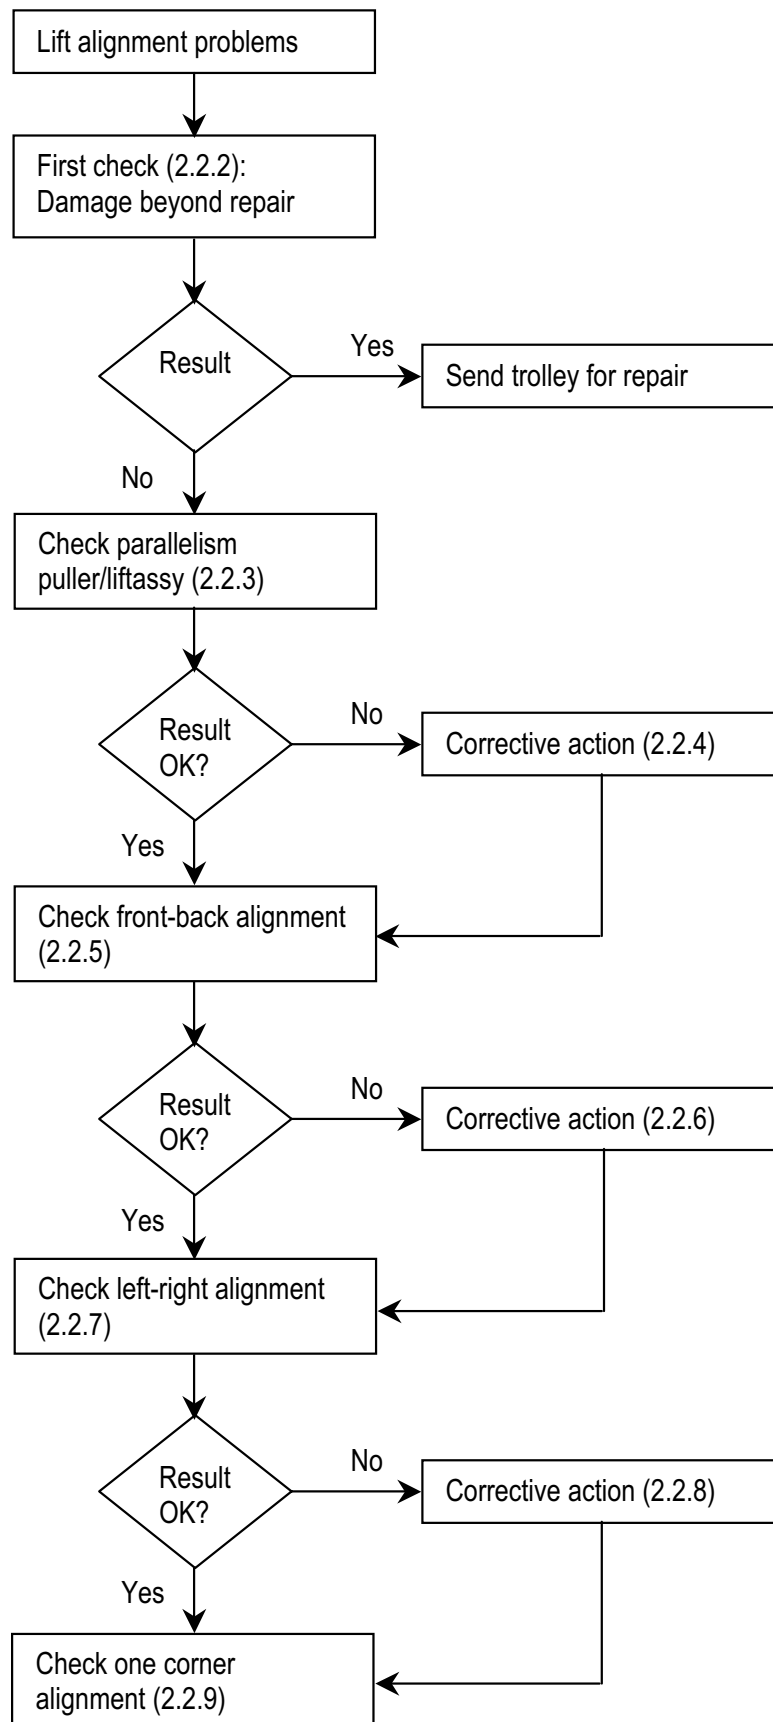 Lift alignment problems
First check (2.2.2):
Damage beyond repair
Result
Yes
Send trolley for repair
No
Check parallelism
puller/liftassy (2.2.3)
Result
OK?
No
Corrective action (2.2.4)
Yes
Check front-back alignment
(2.2.5)
Result
OK?
No
Corrective action (2.2.6)
Yes
Check left-right alignment
(2.2.7)
Result
OK?
No
Corrective action (2.2.8)
Yes
Check one corner
alignment (2.2.9)